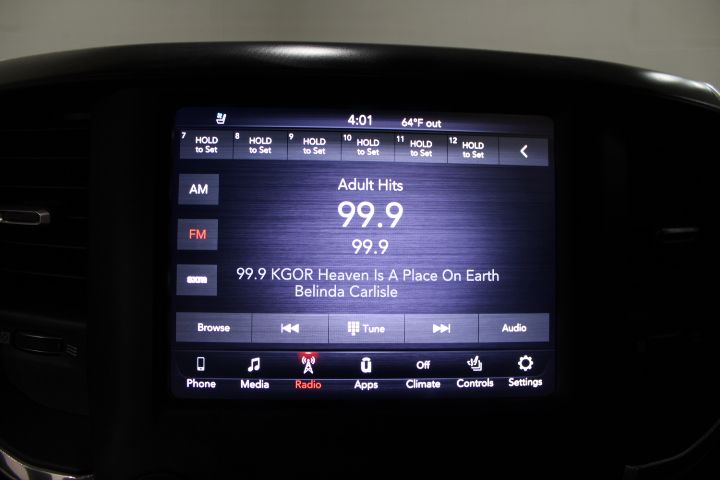 4:01 64°F out
7 HOLD to Set 8 HOLD to Set 9 HOLD to Set 10 HOLD to Set 11 HOLD to Set 12 HOLD to Set
AM
Adult Hits
99.9
FM
99.9
99.9 KGOR Heaven Is A Place On Earth
Belinda Carlisle
Browse Tune Audio
Off
Phone Media Radio Apps Climate Controls Settings